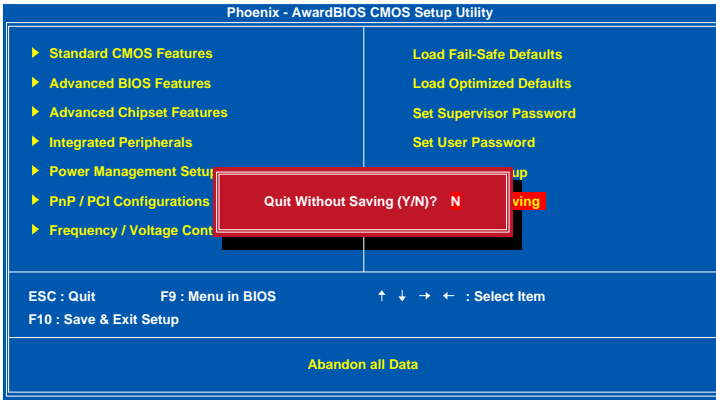 Phoenix - AwardBIOS CMOS Setup Utility
Standard CMOS Features
Advanced BIOS Features
Advanced Chipset Features
Integrated Peripherals
Power Management Setup
PnP / PCI Configurations
Frequency / Voltage Cont
Load Fail-Safe Defaults
Load Optimized Defaults
Set Supervisor Password
Set User Password
up
ving
Quit Without Saving (Y/N)? N
ESC : Quit F9 : Menu in BIOS ↑ ↓ → ← : Select Item
F10 : Save & Exit Setup
Abandon all Data